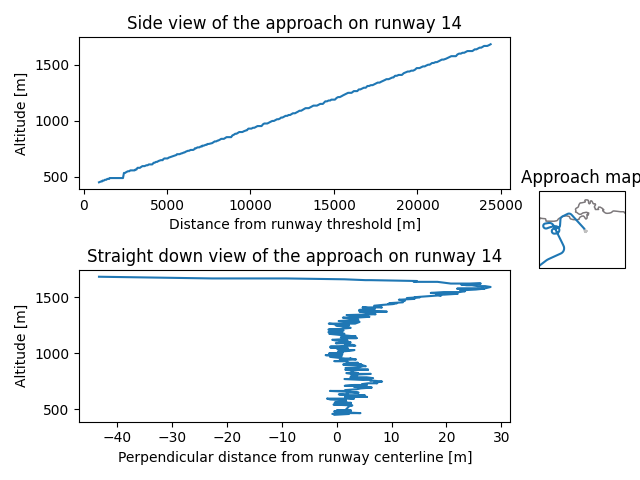 Side view of the approach on runway 14
1500
1000
500
Altitude [m]
0 5000 10000 15000 20000 25000
Distance from runway threshold [m]
Approach map
Straight down view of the approach on runway 14
1500
1000
500
Altitude [m]
−40 −30 −20 −10 0 10 20 30
Perpendicular distance from runway centerline [m]